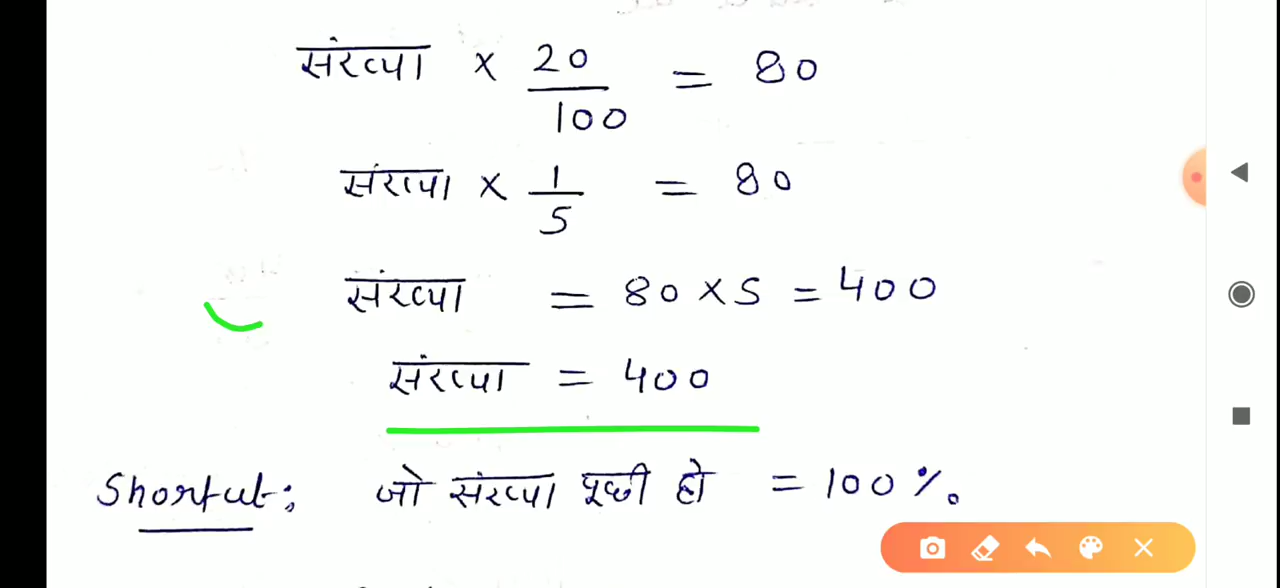 संख्या × 20/100 = 80
संख्या × 1/5 = 80
संख्या = 80 × 5 = 400
संख्या = 400
Shortcut: जो संख्या पूछी हो = 100%.